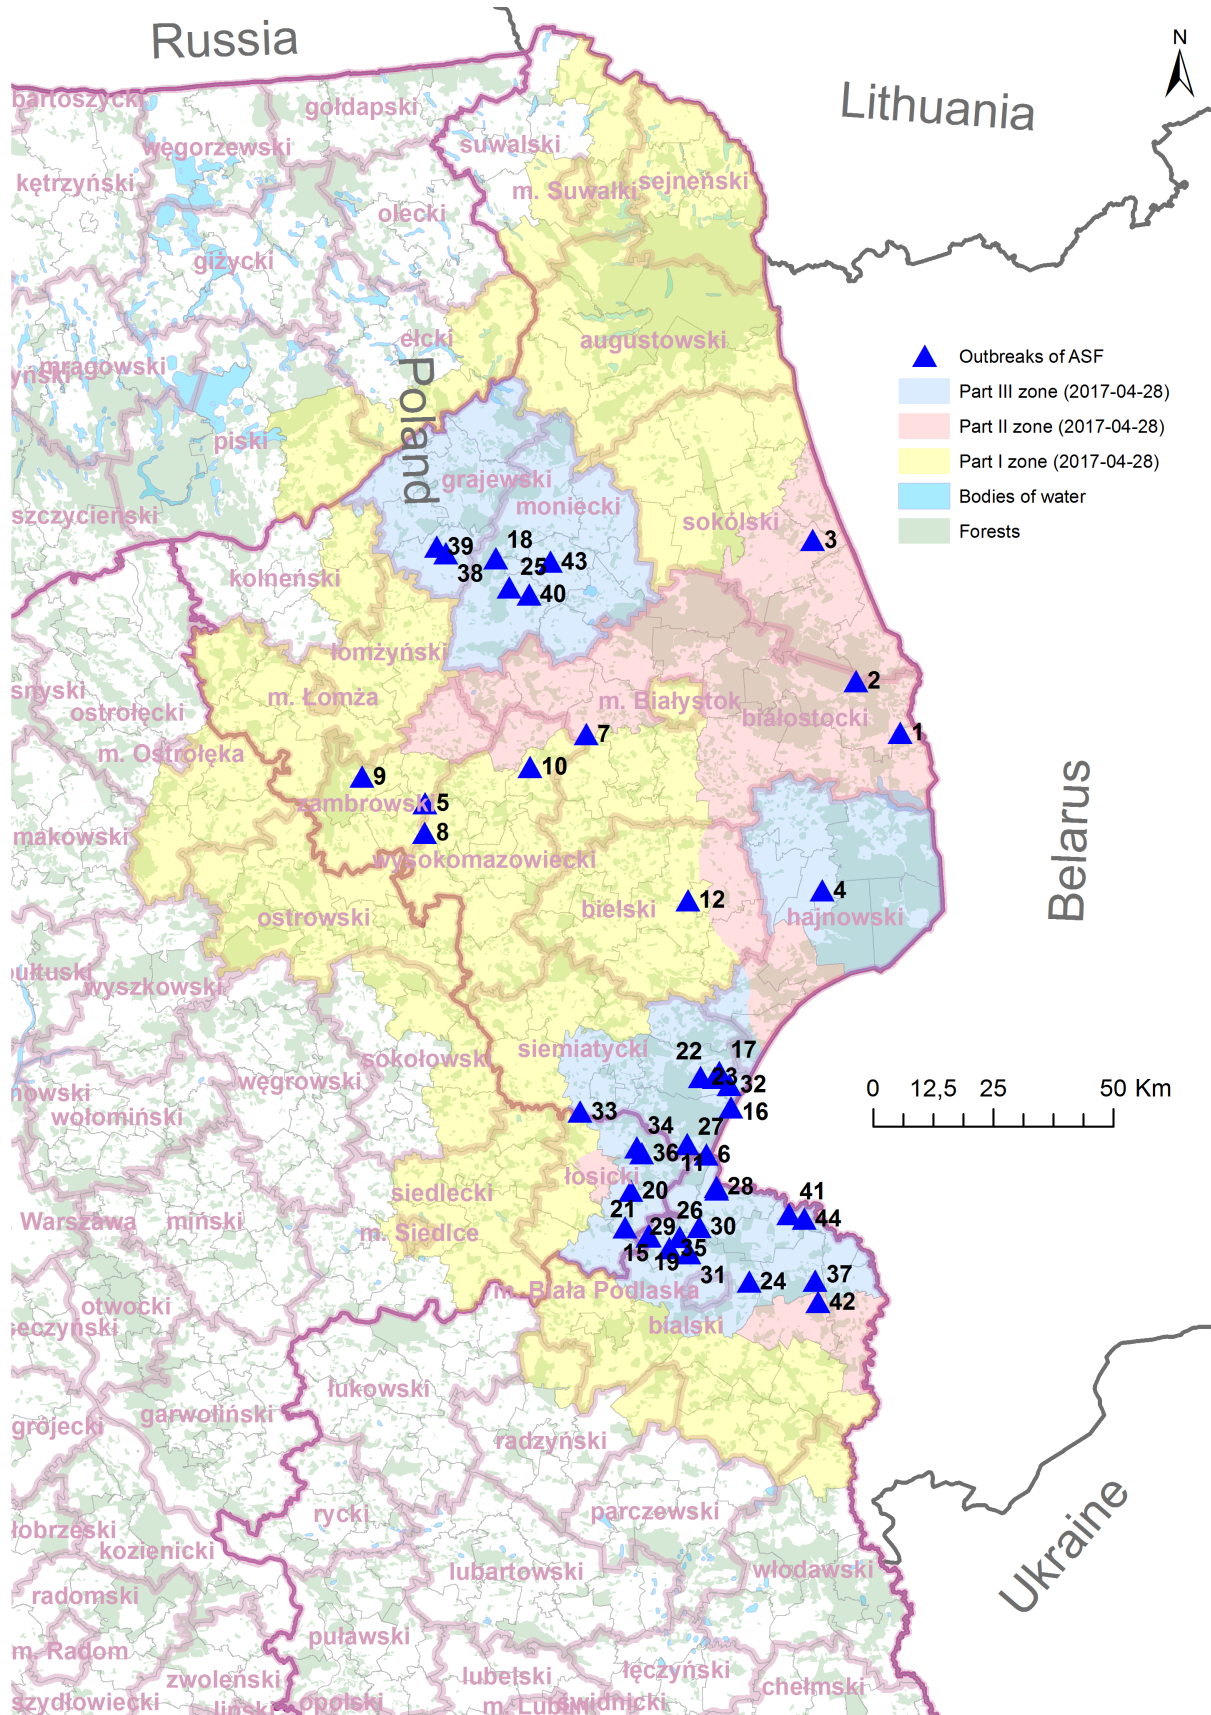 Russia
N
Lithuania
bartoszycki
gołdapski
węgorzewski
suwalski
kętrzyński
m. Suwałki
sejneński
olecki
giżycki
ełcki
augustowski
Poland
mrągowski
piski
Outbreaks of ASF
Part III zone (2017-04-28)
Part II zone (2017-04-28)
Part I zone (2017-04-28)
Bodies of water
Forests
grajewski
moniecki
szczycieński
sokólski
3
39
38
18
25
43
40
kolneński
łomżyński
snyski
ostrołęcki
m. Łomża
m. Białystok
białostocki
2
1
m. Ostrołęka
7
10
9
zambrowski
5
8
makowski
wysokomazowiecki
Belarus
4
hajnowski
12
bielski
ostrowski
pułtuski
wyszkowski
siemiatycki
sokołowski
węgrowski
nowski
wołomiński
22
17
23
32
16
0 12,5 25 50 Km
33
34
27
36
11
6
łosicki
siedlecki
20
28
41
44
Warszawa
miński
m. Siedlce
21
26
29
30
15
19
35
31
24
37
42
m. Biała Podlaska
bialski
otwocki
łukowski
garwoliński
grójecki
radzyński
rycki
parczewski
Ukraine
kozienicki
lubartowski
włodawski
radomski
puławski
m. Radom
zwoleński
lubelski
łęczyński
chełmski
szydłowiecki
opolski
świdnicki